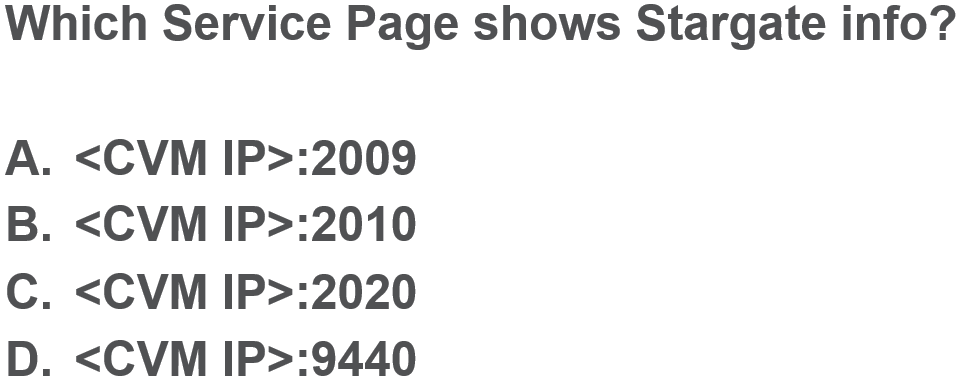 Which Service Page shows Stargate info?
A. <CVM IP>:2009
B. <CVM IP>:2010
C. <CVM IP>:2020
D. <CVM IP>:9440